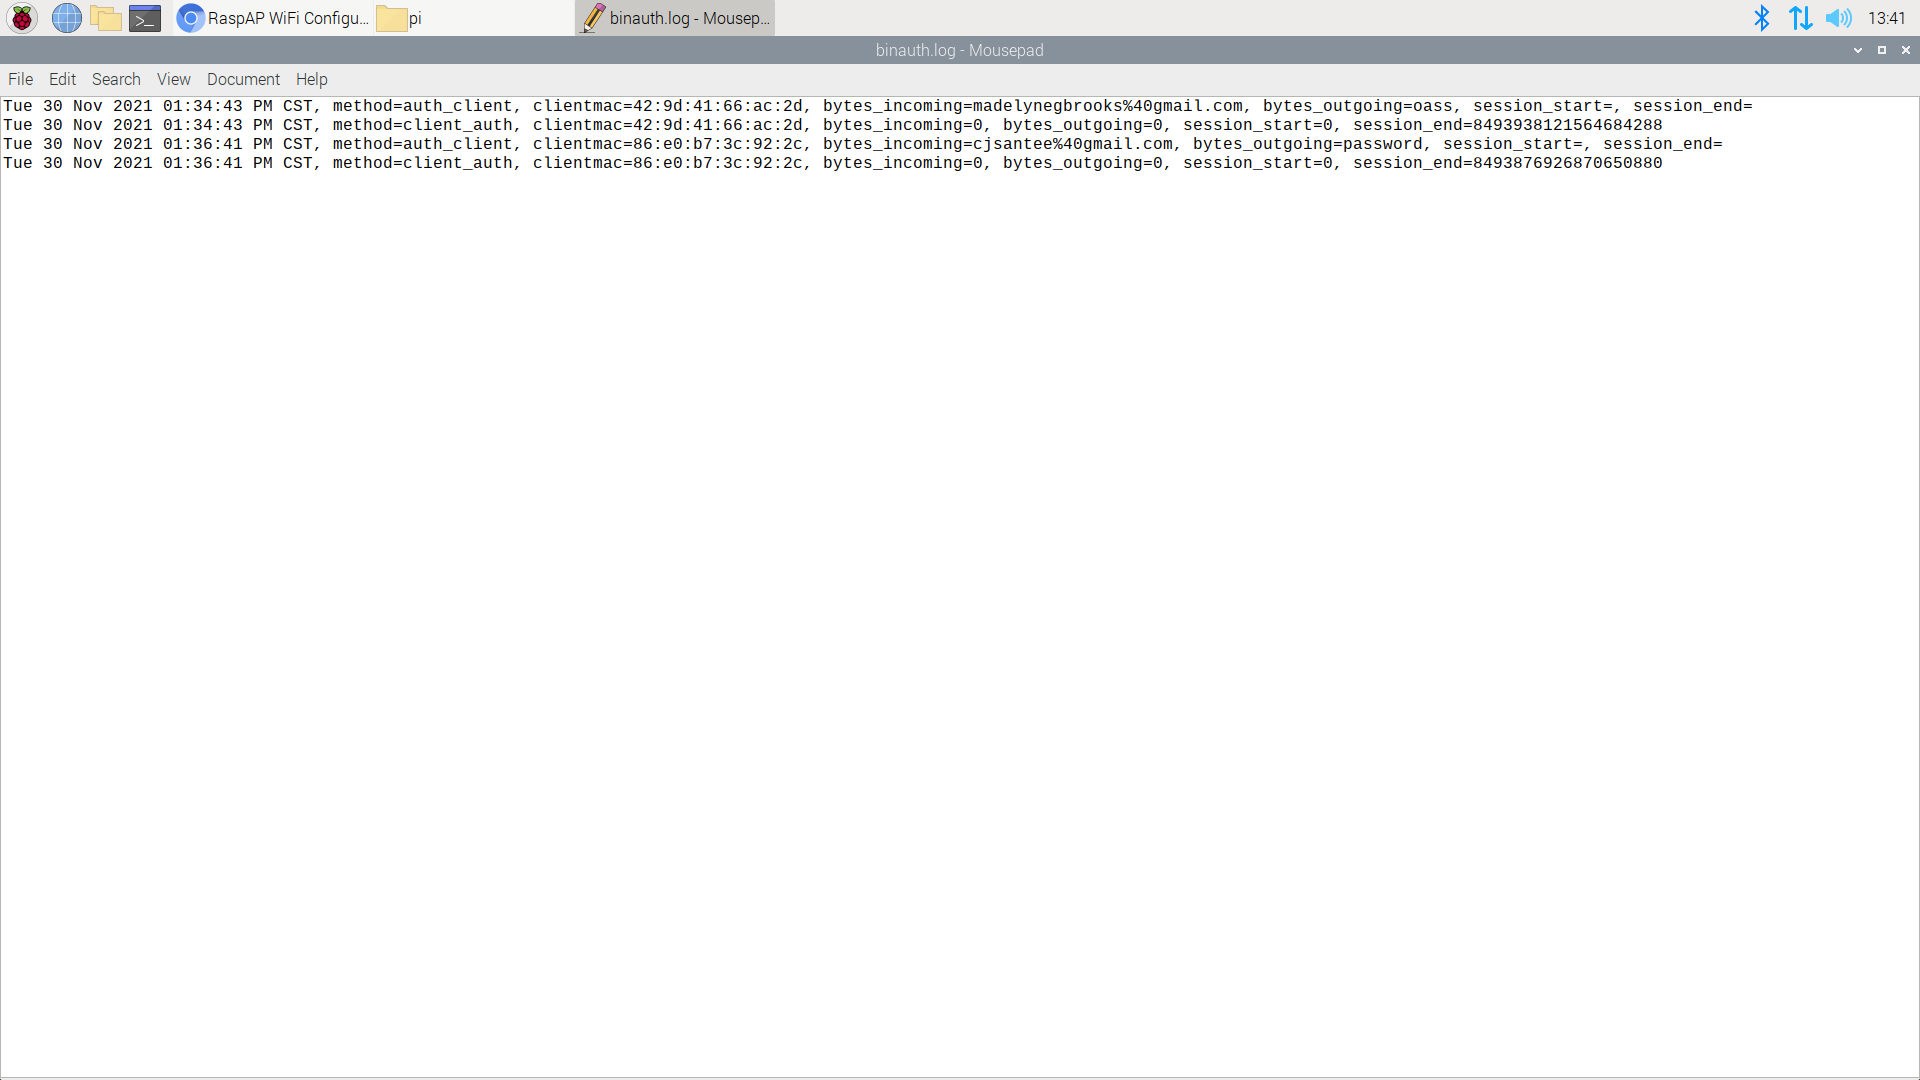 RaspAP WiFi Configu...
pi
binauth.log - Mousep...
13:41
binauth.log - Mousepad
File Edit Search View Document Help
Tue 30 Nov 2021 01:34:43 PM CST, method=auth_client, clientmac=42:9d:41:66:ac:2d, bytes_incoming=madelynegbrooks%40gmail.com, bytes_outgoing=oass, session_start=, session_end=
Tue 30 Nov 2021 01:34:43 PM CST, method=client_auth, clientmac=42:9d:41:66:ac:2d, bytes_incoming=0, bytes_outgoing=0, session_start=0, session_end=8493938121564684288
Tue 30 Nov 2021 01:36:41 PM CST, method=auth_client, clientmac=86:e0:b7:3c:92:2c, bytes_incoming=cjsantee%40gmail.com, bytes_outgoing=password, session_start=, session_end=
Tue 30 Nov 2021 01:36:41 PM CST, method=client_auth, clientmac=86:e0:b7:3c:92:2c, bytes_incoming=0, bytes_outgoing=0, session_start=0, session_end=8493876926870650880